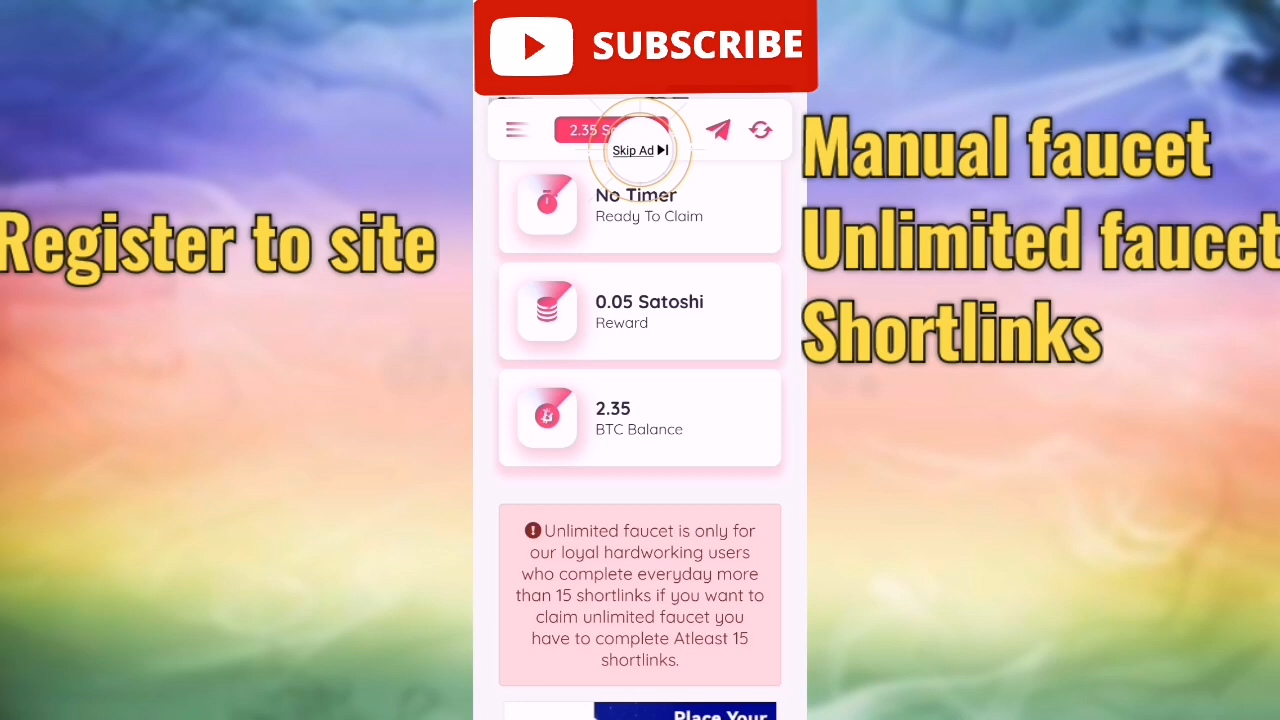 SUBSCRIBE
2.35 S
Skip Ad
No Timer
Ready To Claim
0.05 Satoshi
Reward
2.35
BTC Balance
Unlimited faucet is only for
our loyal hardworking users
who complete everyday more
than 15 shortlinks if you want to
claim unlimited faucet you
have to complete Atleast 15
shortlinks.
Place Your
Register to site
Manual faucet
Unlimited faucet
Shortlinks